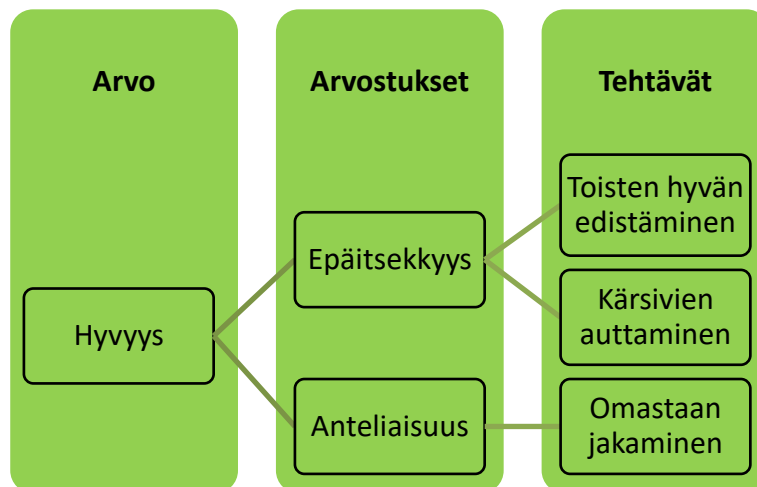 Arvo
Arvostukset
Tehtävät
Hyvyys
Epäitsekkyys
Anteliaisuus
Toisten hyvän
edistäminen
Kärsivien
auttaminen
Omastaan
jakaminen